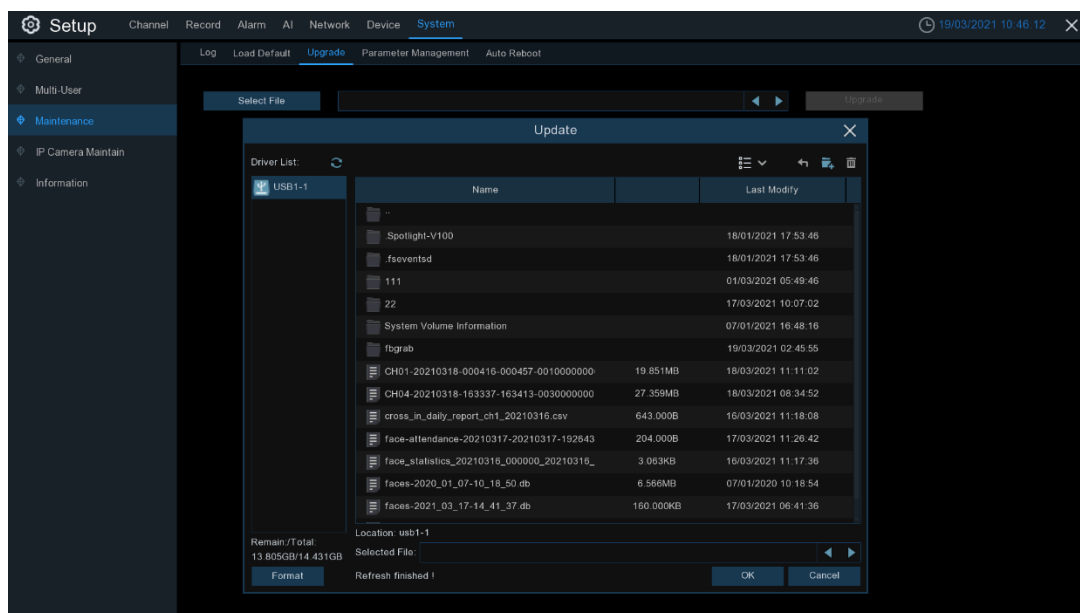 Setup Channel Record Alarm AI Network Device System 19/03/2021 10:46:12
General
Multi-User
Maintenance
IP Camera Maintain
Information
Log Load Default Upgrade Parameter Management Auto Reboot
Select File Upgrade
Update
Driver List:
USB1-1
Name Last Modify
..
.Spotlight-V100 18/01/2021 17:53:46
.fseventsd 18/01/2021 17:53:46
111 01/03/2021 05:49:46
22 17/03/2021 10:07:02
System Volume Information 07/01/2021 16:48:16
fbgrab 19/03/2021 02:45:55
CH01-20210318-000416-000457-0010000000 19.851MB 18/03/2021 11:11:02
CH04-20210318-163337-163413-0030000000 27.359MB 18/03/2021 08:34:52
cross_in_daily_report_ch1_20210316.csv 643.000B 16/03/2021 11:18:08
face-attendance-20210317-20210317-192643 204.000B 17/03/2021 11:26:42
face_statistics_20210316_000000_20210316_ 3.063KB 16/03/2021 11:17:36
faces-2020_01_07-10_18_50.db 6.566MB 07/01/2020 10:18:54
faces-2021_03_17-14_41_37.db 160.000KB 17/03/2021 06:41:36
Location: usb1-1
Remain:/Total:
13.805GB/14.431GB
Selected File:
Format Refresh finished ! OK Cancel